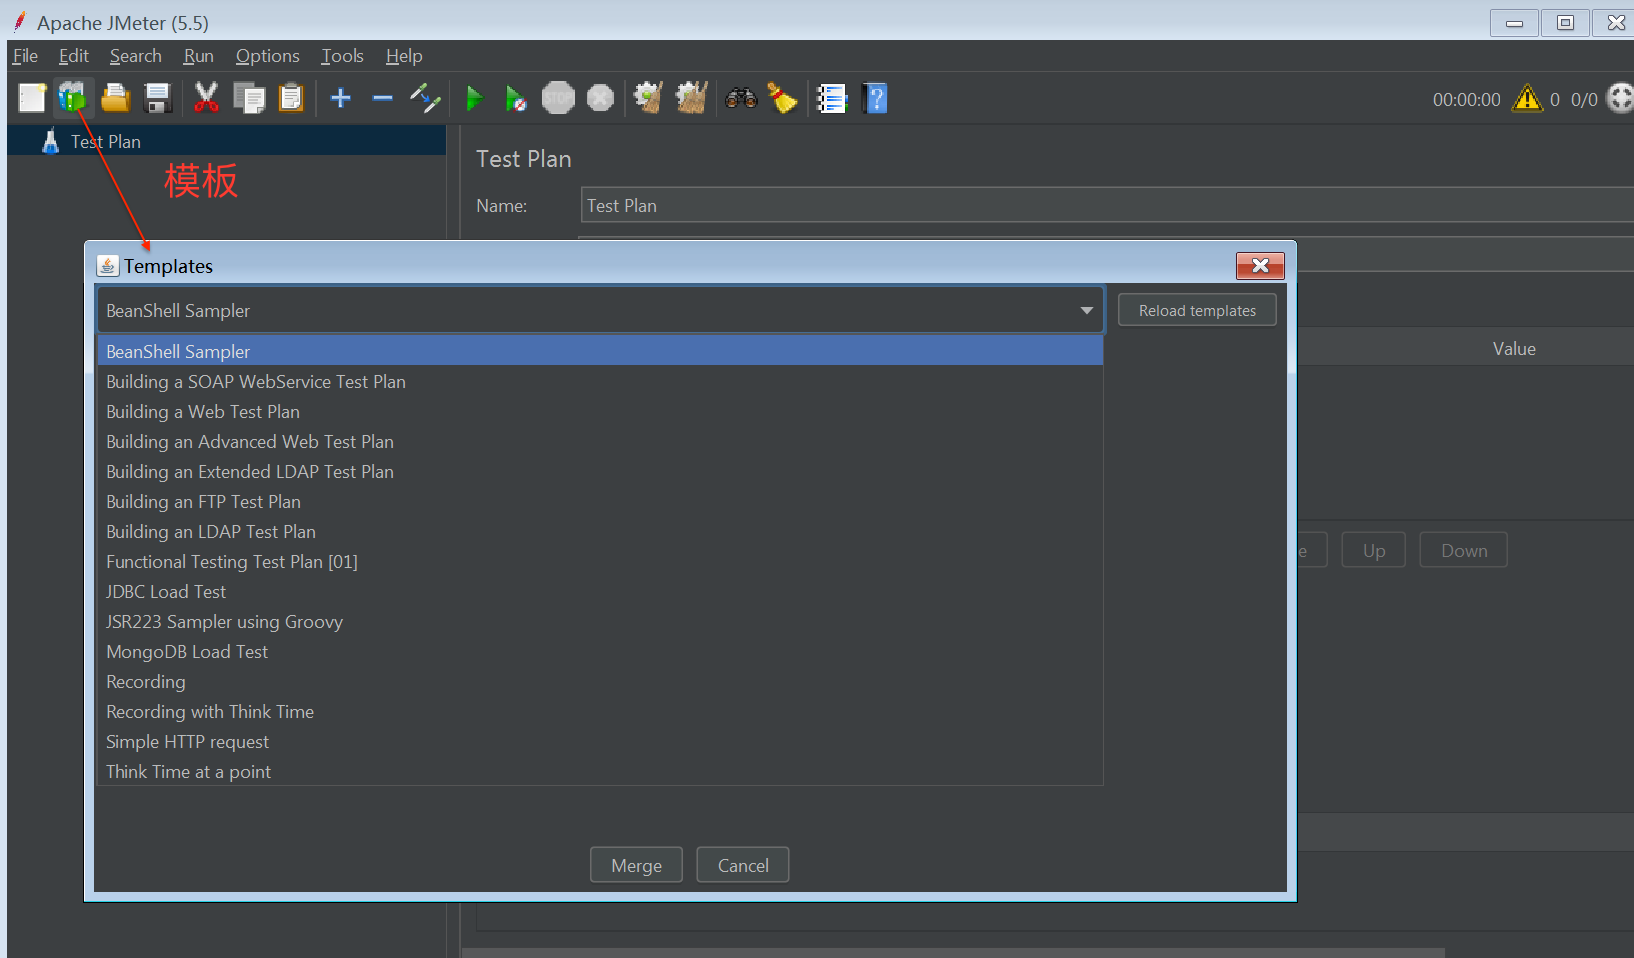 Apache JMeter (5.5)
File Edit Search Run Options Tools Help
STOP
00:00:00 0 0/0
Test Plan
模板
Test Plan
Name: Test Plan
Templates
BeanShell Sampler
Reload templates
BeanShell Sampler
Building a SOAP WebService Test Plan
Building a Web Test Plan
Building an Advanced Web Test Plan
Building an Extended LDAP Test Plan
Building an FTP Test Plan
Building an LDAP Test Plan
Functional Testing Test Plan [01]
JDBC Load Test
JSR223 Sampler using Groovy
MongoDB Load Test
Recording
Recording with Think Time
Simple HTTP request
Think Time at a point
Merge Cancel
Value
e Up Down